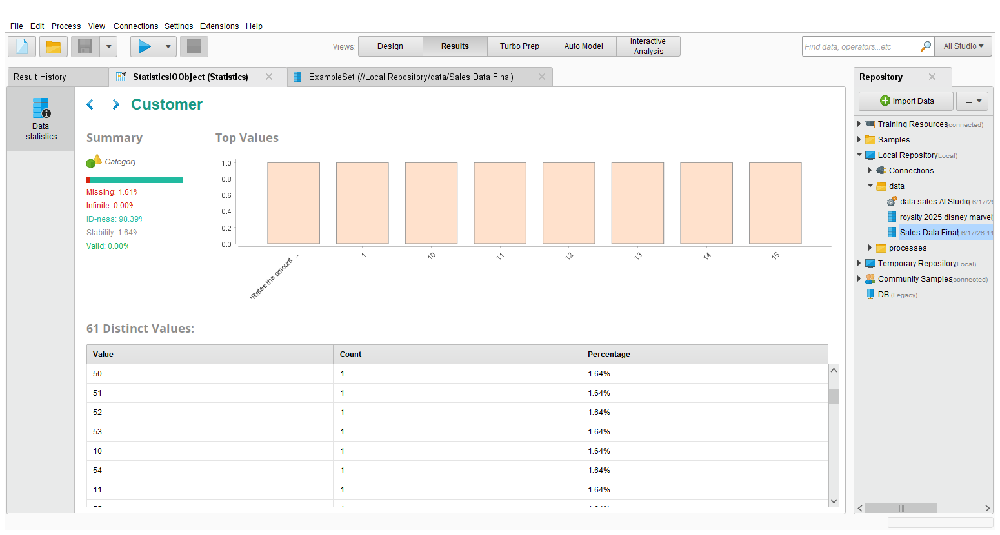 File Edit Process View Connections Settings Extensions Help
Views Design Results Turbo Prep Auto Model Interactive Analysis
Find data, operators...etc All Studio
Result History
StatisticsIOObject (Statistics)
ExampleSet (//Local Repository/data/Sales Data Final)
Data
statistics
Customer
Summary
Category
Missing: 1.61%
Infinite: 0.00%
ID-ness: 98.39%
Stability: 1.64%
Valid: 0.00%
Top Values
1.0
0.8
0.6
0.4
0.2
0.0
*Rates the amount ...
1
10
11
12
13
14
15
61 Distinct Values:
Value Count Percentage
50 1 1.64%
51 1 1.64%
52 1 1.64%
53 1 1.64%
10 1 1.64%
54 1 1.64%
11 1 1.64%
Repository
Import Data
Training Resources (connected)
Samples
Local Repository (Local)
Connections
data
data sales AI Studio 6/17/2
royalty 2025 disney marvel
Sales Data Final 6/17/26 11
processes
Temporary Repository (Local)
Community Samples (connected)
DB (Legacy)